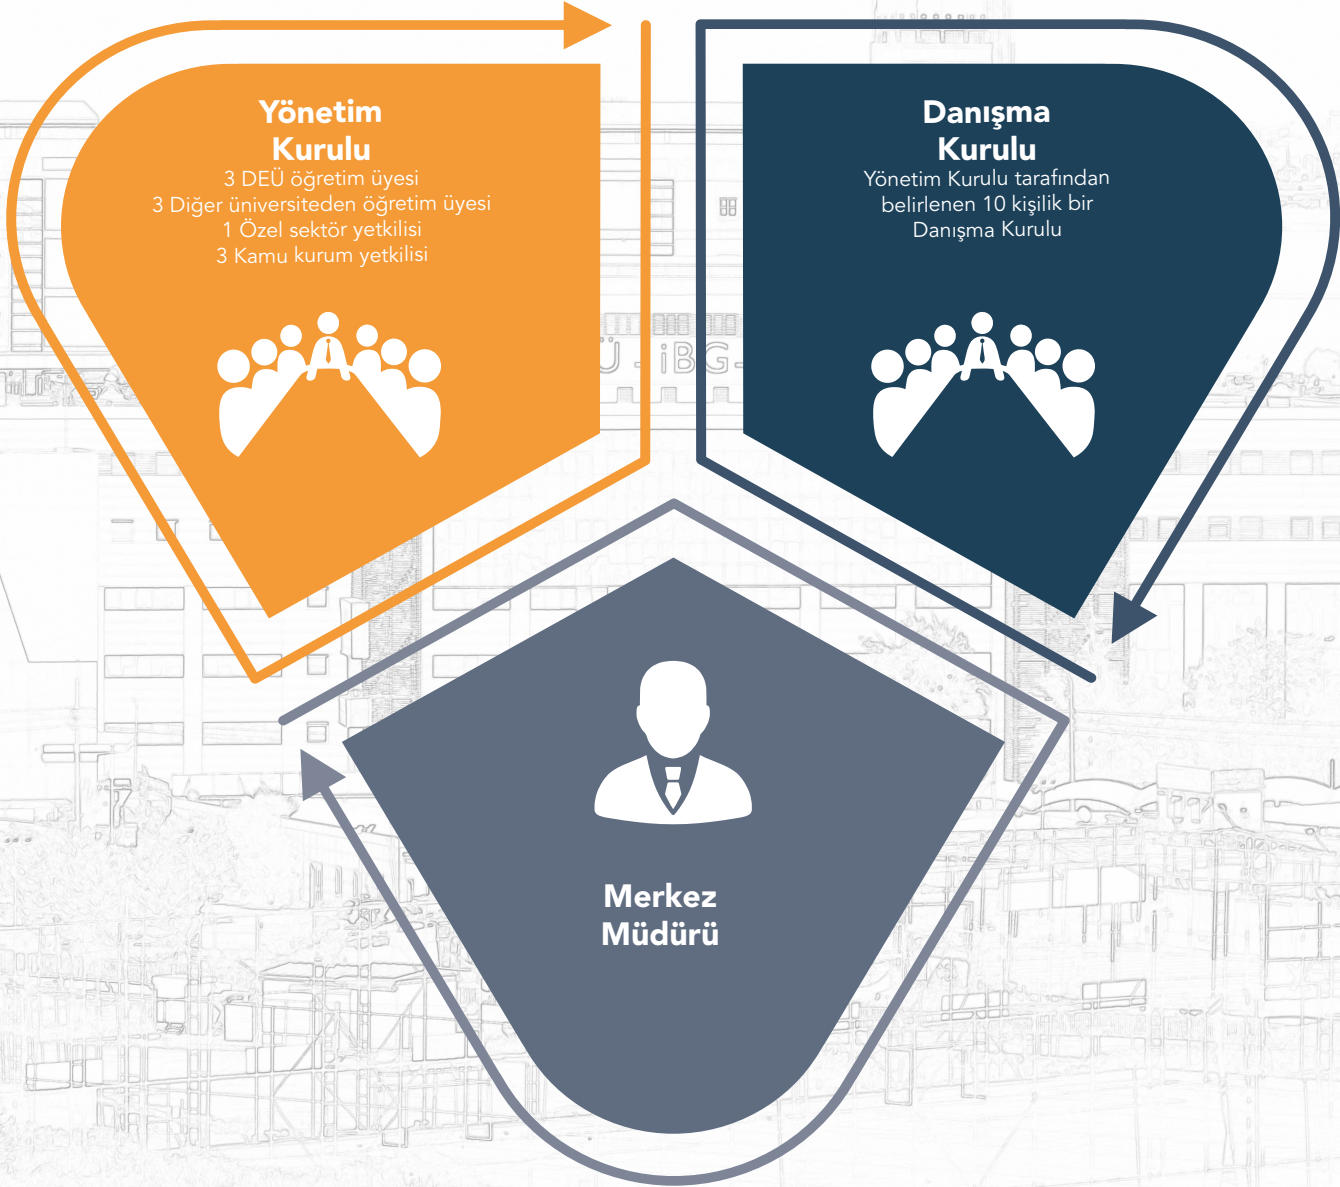 Yönetim
Kurulu
3 DEÜ öğretim üyesi
3 Diğer üniversiteden öğretim üyesi
1 Özel sektör yetkilisi
3 Kamu kurum yetkilisi
Danışma
Kurulu
Yönetim Kurulu tarafından
belirlenen 10 kişilik bir
Danışma Kurulu
Ü - iBG-
Merkez
Müdürü